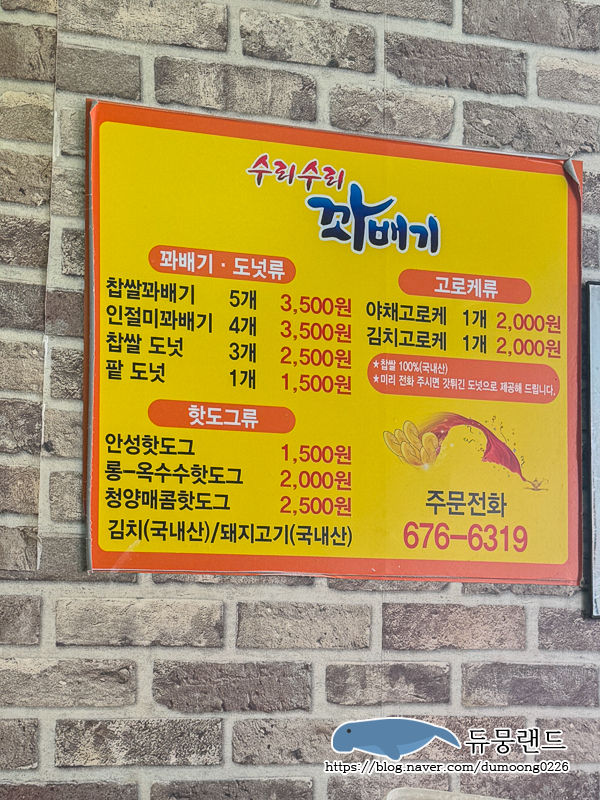 수리수리
꽈배기
꽈배기 · 도넛류
찹쌀꽈배기 5개 3,500원
인절미꽈배기 4개 3,500원
찹쌀 도넛 3개 2,500원
팥 도넛 1개 1,500원
핫도그류
안성핫도그 1,500원
롱-옥수수핫도그 2,000원
청양매콤핫도그 2,500원
김치(국내산)/돼지고기(국내산)
고로케류
야채고로케 1개 2,000원
김치고로케 1개 2,000원
★찹쌀 100%(국내산)
★미리 전화 주시면 갓튀긴 도넛으로 제공해 드립니다.
주문전화
676-6319
듀뭉랜드
https://blog.naver.com/dumoong0226